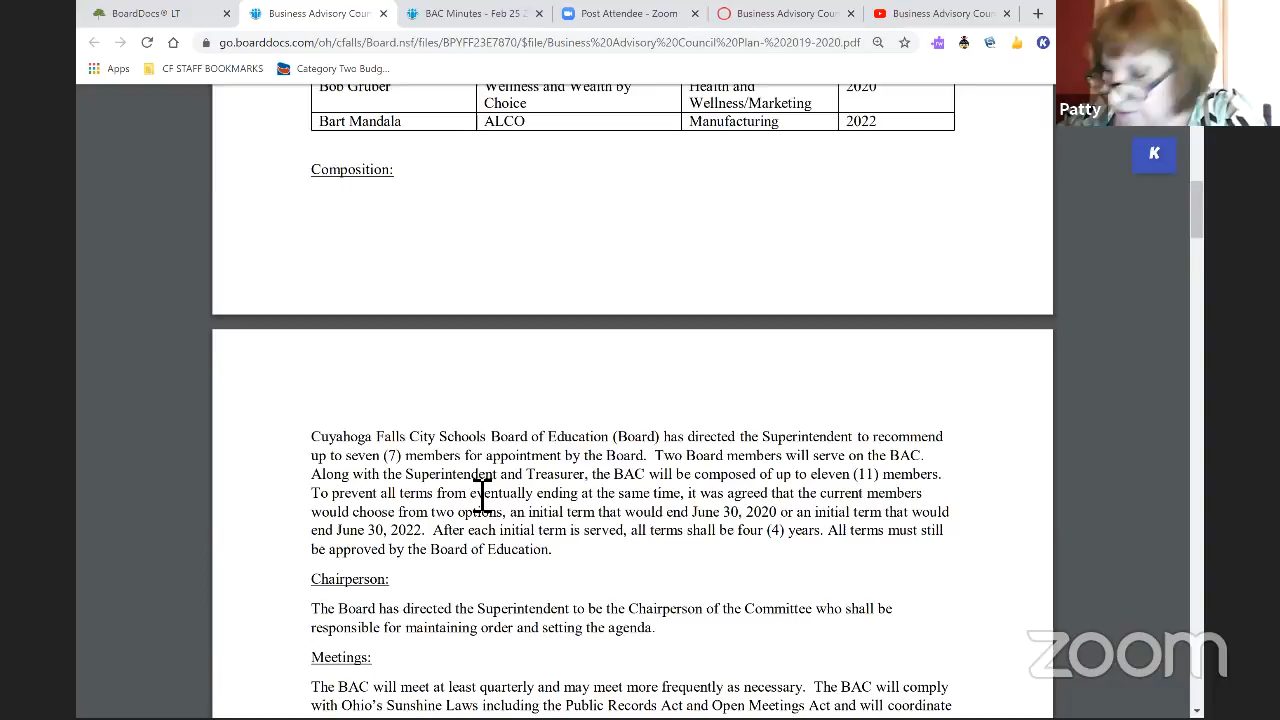 BoardDocs® LT
Business Advisory Cour
BAC Minutes - Feb 25 2
Post Attendee - Zoom
Business Advisory Coun
Business Advisory Coun
go.boarddocs.com/oh/cfalls/Board.nsf/files/BPYFF23E7870/$file/Business%20Advisory%20Council%20Plan-%202019-2020.pdf
Apps
CF STAFF BOOKMARKS
Category Two Budg...
Patty
K
Bob Gruber Wellness and Wealth by Health and 2020
Choice Wellness/Marketing
Bart Mandala ALCO Manufacturing 2022
Composition:
Cuyahoga Falls City Schools Board of Education (Board) has directed the Superintendent to recommend
up to seven (7) members for appointment by the Board. Two Board members will serve on the BAC.
Along with the Superintendent and Treasurer, the BAC will be composed of up to eleven (11) members.
To prevent all terms from eventually ending at the same time, it was agreed that the current members
would choose from two options, an initial term that would end June 30, 2020 or an initial term that would
end June 30, 2022. After each initial term is served, all terms shall be four (4) years. All terms must still
be approved by the Board of Education.
Chairperson:
The Board has directed the Superintendent to be the Chairperson of the Committee who shall be
responsible for maintaining order and setting the agenda.
Meetings:
The BAC will meet at least quarterly and may meet more frequently as necessary. The BAC will comply
with Ohio's Sunshine Laws including the Public Records Act and Open Meetings Act and will coordinate
zoom